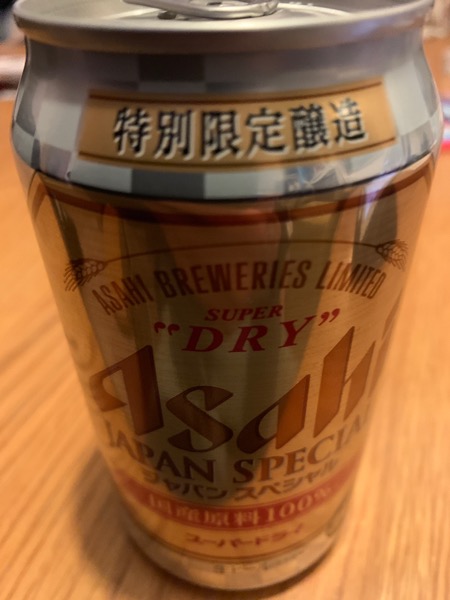 特別限定醸造
ASAHI BREWERIES LIMITED
SUPER
"DRY"
Asahi
JAPAN SPECIAL
ジャパンスペシャル
国産原料100%
スーパードライ